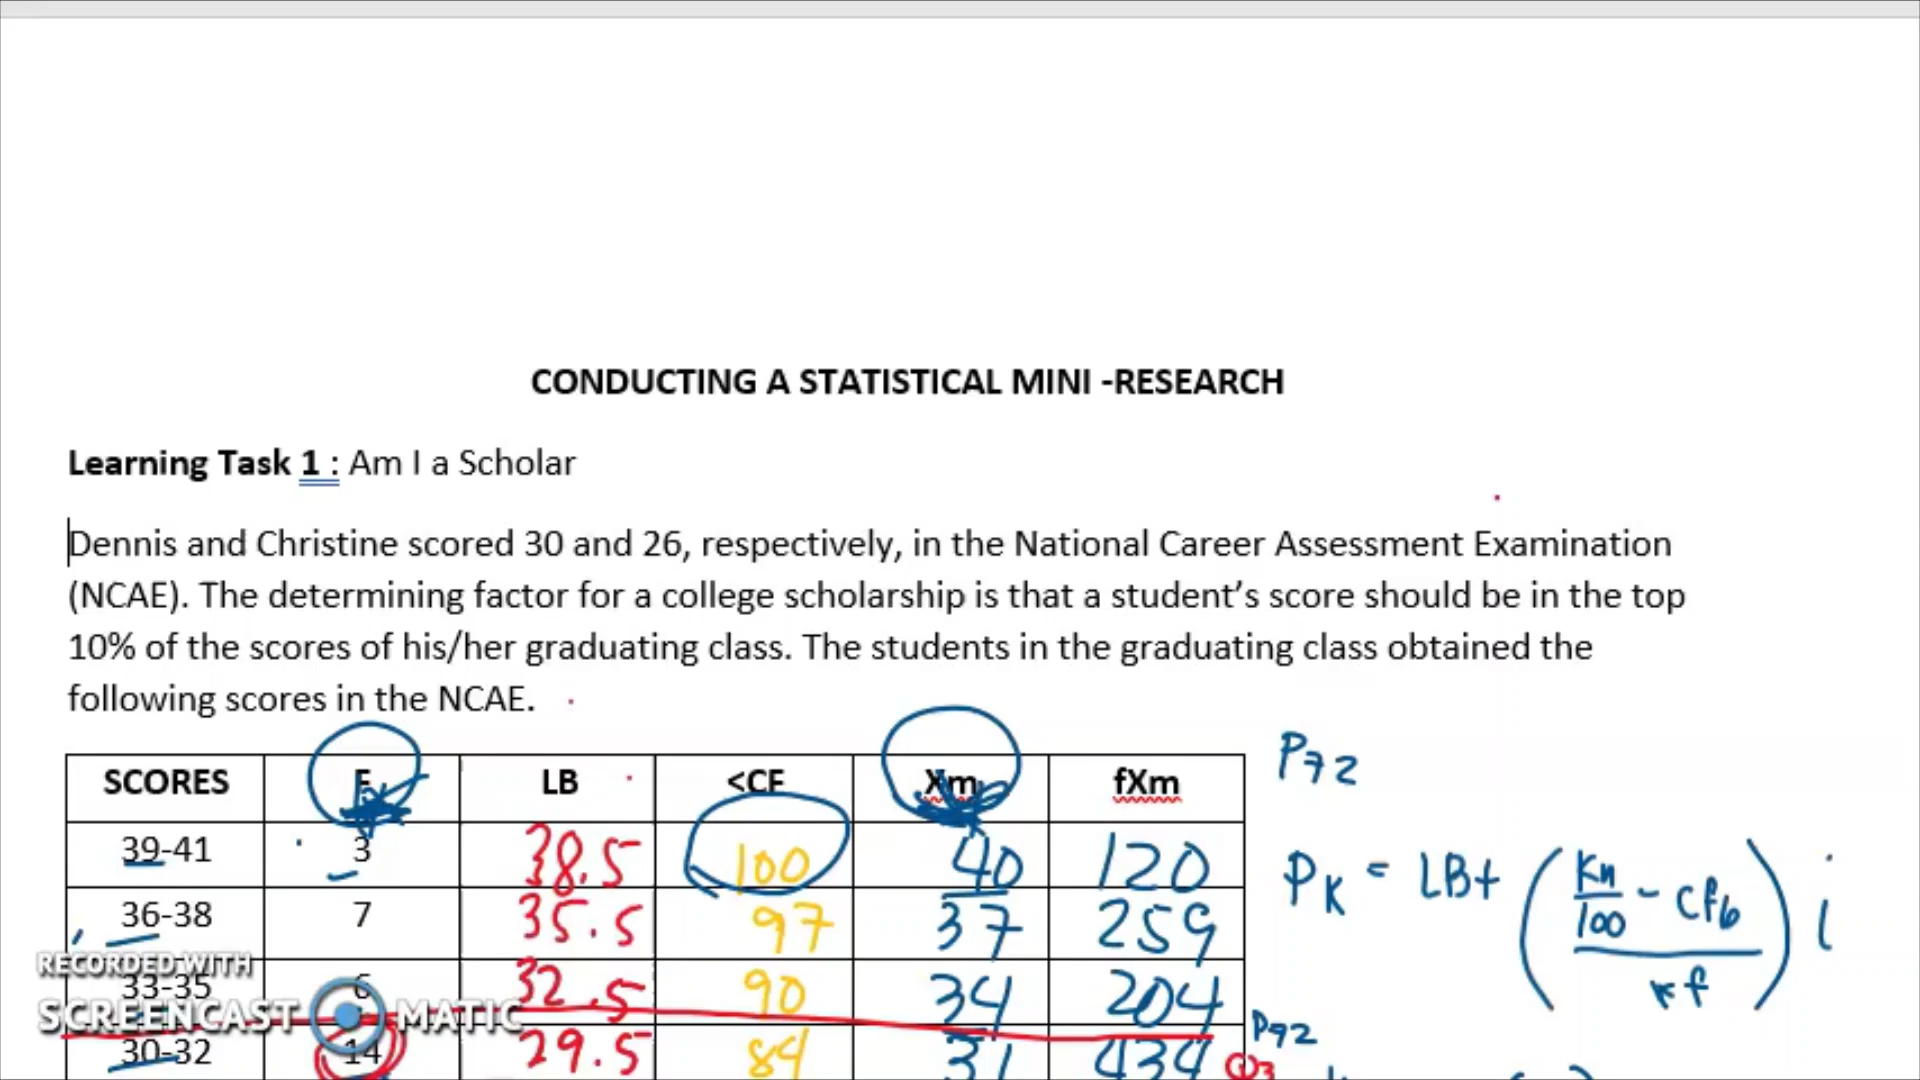 CONDUCTING A STATISTICAL MINI -RESEARCH
Learning Task 1 : Am I a Scholar
Dennis and Christine scored 30 and 26, respectively, in the National Career Assessment Examination
(NCAE). The determining factor for a college scholarship is that a student’s score should be in the top
10% of the scores of his/her graduating class. The students in the graduating class obtained the
following scores in the NCAE.
SCORES F LB <CF Xm fXm
39-41 3 38.5 100 40 120
36-38 7 35.5 97 37 259
33-35 6 32.5 90 34 204
30-32 14 29.5 84 31 434
P72
PK = LB+ (Kn/100 - Cfb / f) i
P72
Q3
RECORDED WITH
SCREENCAST MATIC